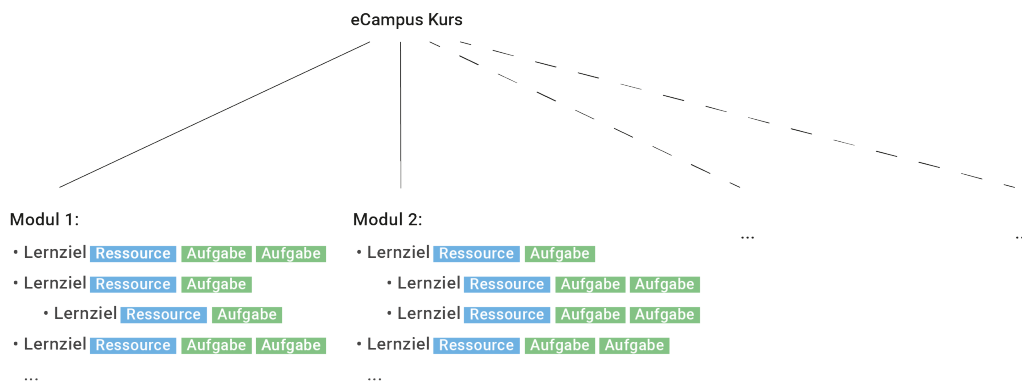 eCampus Kurs
Modul 1:
• Lernziel Ressource Aufgabe Aufgabe
• Lernziel Ressource Aufgabe
• Lernziel Ressource Aufgabe
• Lernziel Ressource Aufgabe Aufgabe
...
Modul 2:
• Lernziel Ressource Aufgabe
• Lernziel Ressource Aufgabe Aufgabe
• Lernziel Ressource Aufgabe Aufgabe
• Lernziel Ressource Aufgabe Aufgabe
...
...
..